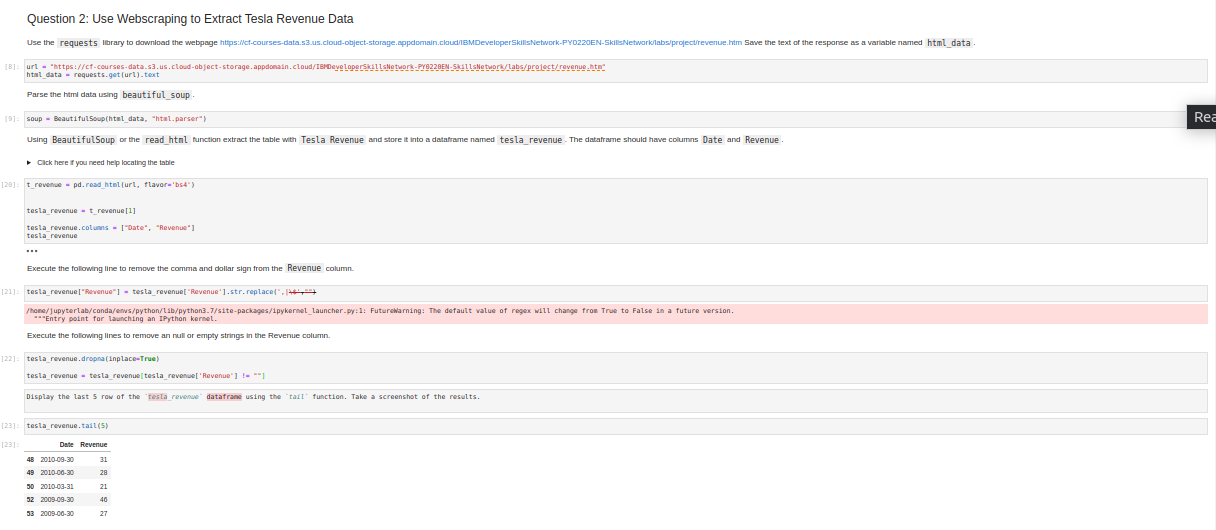 Question 2: Use Webscraping to Extract Tesla Revenue Data
Use the requests library to download the webpage https://cf-courses-data.s3.us.cloud-object-storage.appdomain.cloud/IBMDeveloperSkillsNetwork-PY0220EN-SkillsNetwork/labs/project/revenue.htm Save the text of the response as a variable named html_data .
[8]: url = "https://cf-courses-data.s3.us.cloud-object-storage.appdomain.cloud/IBMDeveloperSkillsNetwork-PY0220EN-SkillsNetwork/labs/project/revenue.htm"
html_data = requests.get(url).text
Parse the html data using beautiful_soup .
[9]: soup = BeautifulSoup(html_data, "html.parser")
Rea
Using BeautifulSoup or the read_html function extract the table with Tesla Revenue and store it into a dataframe named tesla_revenue . The dataframe should have columns Date and Revenue .
▶ Click here if you need help locating the table
[20]: t_revenue = pd.read_html(url, flavor='bs4')
tesla_revenue = t_revenue[1]
tesla_revenue.columns = ["Date", "Revenue"]
tesla_revenue
•••
Execute the following line to remove the comma and dollar sign from the Revenue column.
[21]: tesla_revenue["Revenue"] = tesla_revenue['Revenue'].str.replace(',|\$',"")
/home/jupyterlab/conda/envs/python/lib/python3.7/site-packages/ipykernel_launcher.py:1: FutureWarning: The default value of regex will change from True to False in a future version.
"""Entry point for launching an IPython kernel.
Execute the following lines to remove an null or empty strings in the Revenue column.
[22]: tesla_revenue.dropna(inplace=True)
tesla_revenue = tesla_revenue[tesla_revenue['Revenue'] != ""]
Display the last 5 row of the `tesla_revenue` dataframe using the `tail` function. Take a screenshot of the results.
[23]: tesla_revenue.tail(5)
[23]: Date Revenue
48 2010-09-30 31
49 2010-06-30 28
50 2010-03-31 21
52 2009-09-30 46
53 2009-06-30 27